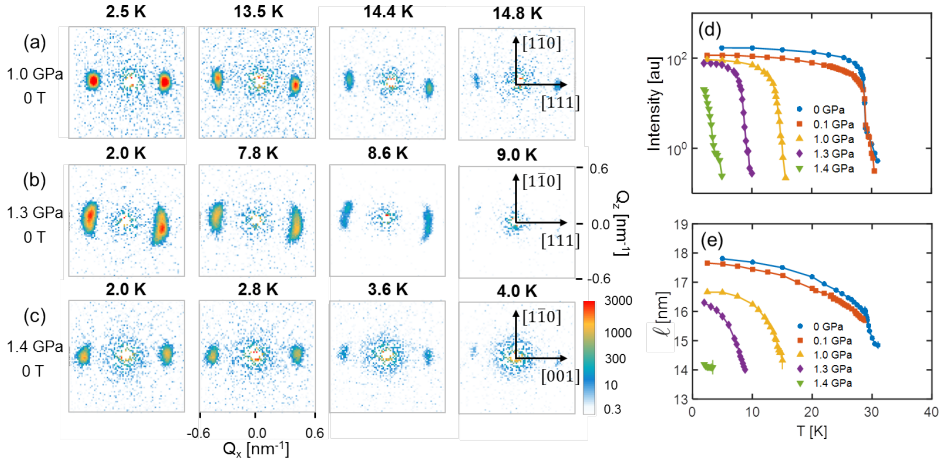 2.5 K 13.5 K 14.4 K 14.8 K
(a)
1.0 GPa
0 T
[11̅0]
[111]
2.0 K 7.8 K 8.6 K 9.0 K
(b)
1.3 GPa
0 T
[11̅0]
[111]
0.6
0.0
-0.6
Q_z [nm⁻¹]
2.0 K 2.8 K 3.6 K 4.0 K
(c)
1.4 GPa
0 T
[11̅0]
[001]
3000
1000
300
100
10
0.3
-0.6 0.0 0.6
Q_x [nm⁻¹]
(d)
Intensity [au]
10²
10⁰
0 GPa
0.1 GPa
1.0 GPa
1.3 GPa
1.4 GPa
(e)
ℓ [nm]
18
17
16
15
14
13
0 GPa
0.1 GPa
1.0 GPa
1.3 GPa
1.4 GPa
0 10 20 30 40
T [K]